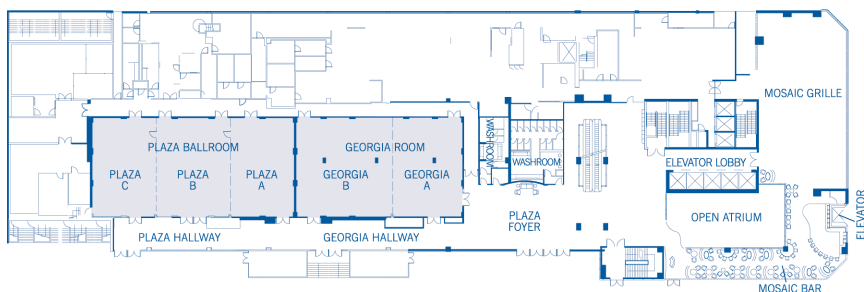 MOSAIC GRILLE
PLAZA BALLROOM
GEORGIA ROOM
WASHROOM
WASHROOM
ELEVATOR LOBBY
PLAZA
C
PLAZA
B
PLAZA
A
GEORGIA
B
GEORGIA
A
PLAZA
FOYER
OPEN ATRIUM
ELEVATOR
PLAZA HALLWAY
GEORGIA HALLWAY
MOSAIC BAR